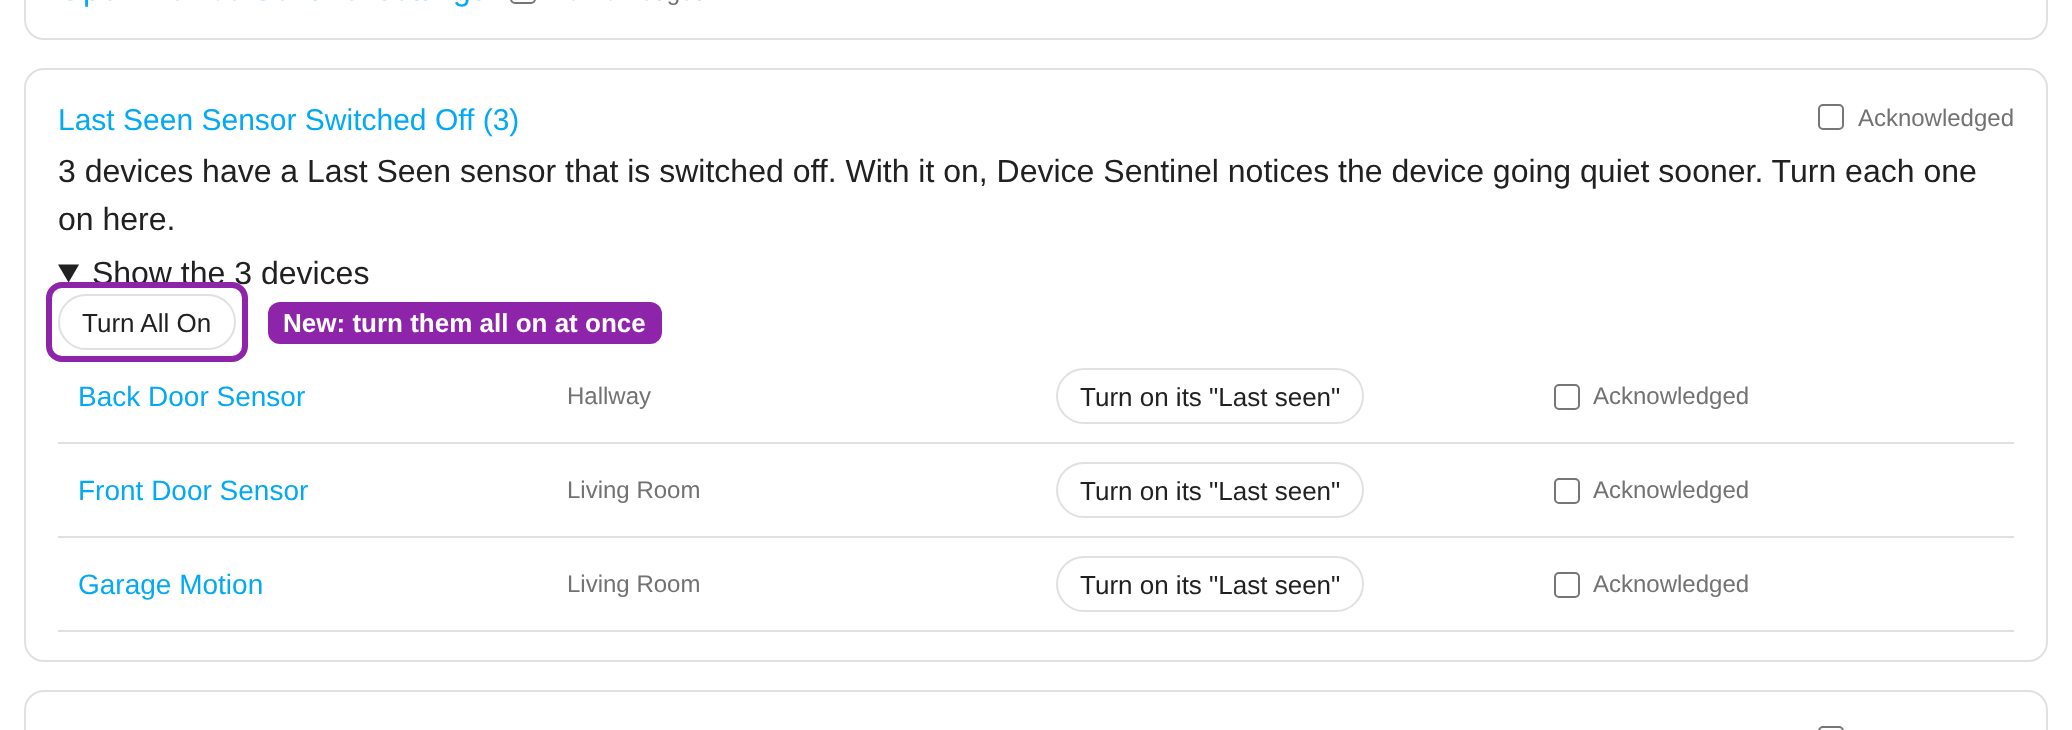 Last Seen Sensor Switched Off (3)
Acknowledged
3 devices have a Last Seen sensor that is switched off. With it on, Device Sentinel notices the device going quiet sooner. Turn each one
on here.
▼ Show the 3 devices
Turn All On
New: turn them all on at once
Back Door Sensor
Hallway
Turn on its "Last seen"
Acknowledged
Front Door Sensor
Living Room
Turn on its "Last seen"
Acknowledged
Garage Motion
Living Room
Turn on its "Last seen"
Acknowledged